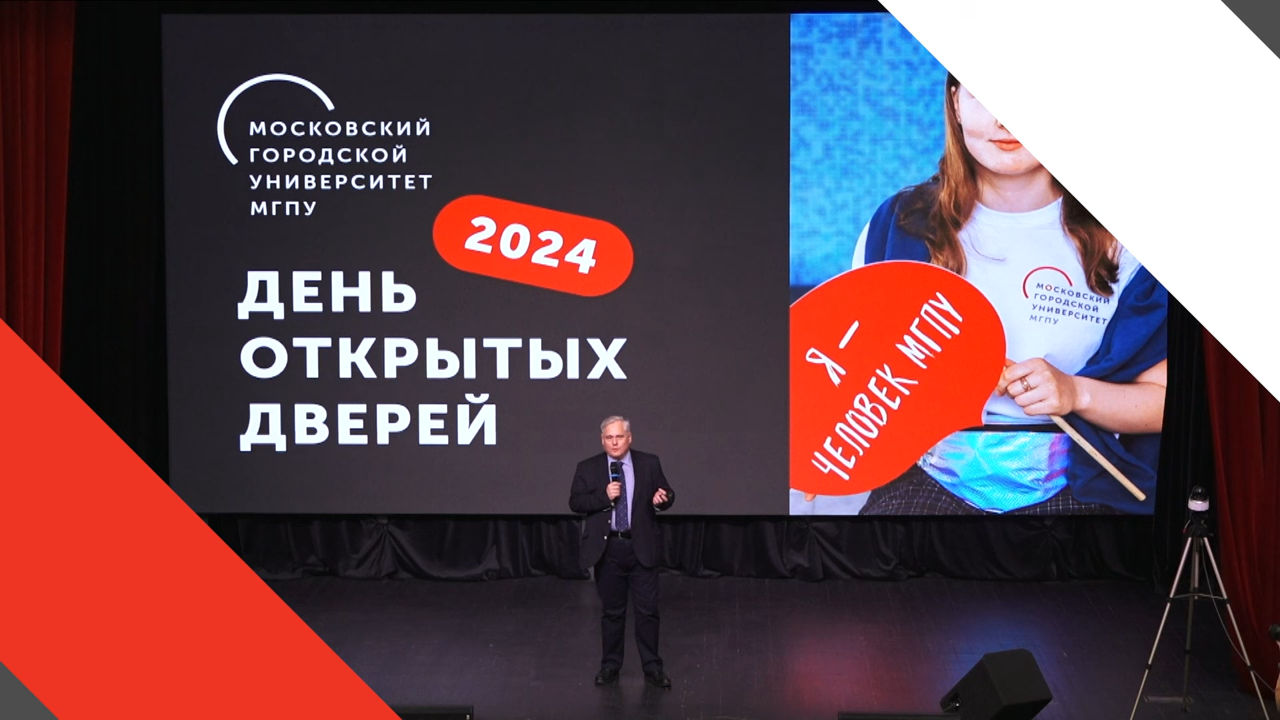 МОСКОВСКИЙ
ГОРОДСКОЙ
УНИВЕРСИТЕТ
МГПУ
2024
ДЕНЬ
ОТКРЫТЫХ
ДВЕРЕЙ
МОСКОВСКИЙ
ГОРОДСКОЙ
УНИВЕРСИТЕТ
МГПУ
Я —
ЧЕЛОВЕК МГПУ